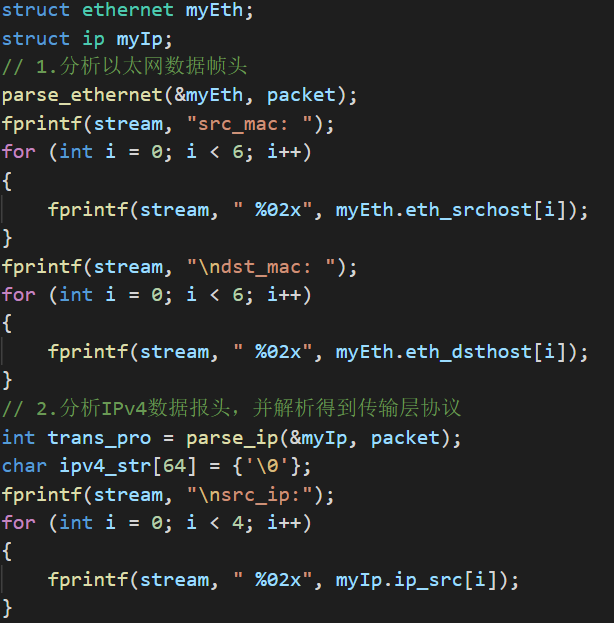 struct ethernet myEth;
struct ip myIp;
// 1.分析以太网数据帧头
parse_ethernet(&myEth, packet);
fprintf(stream, "src_mac: ");
for (int i = 0; i < 6; i++)
{
    fprintf(stream, " %02x", myEth.eth_srchost[i]);
}
fprintf(stream, "\ndst_mac: ");
for (int i = 0; i < 6; i++)
{
    fprintf(stream, " %02x", myEth.eth_dsthost[i]);
}
// 2.分析IPv4数据报头，并解析得到传输层协议
int trans_pro = parse_ip(&myIp, packet);
char ipv4_str[64] = {'\0'};
fprintf(stream, "\nsrc_ip:");
for (int i = 0; i < 4; i++)
{
    fprintf(stream, " %02x", myIp.ip_src[i]);
}